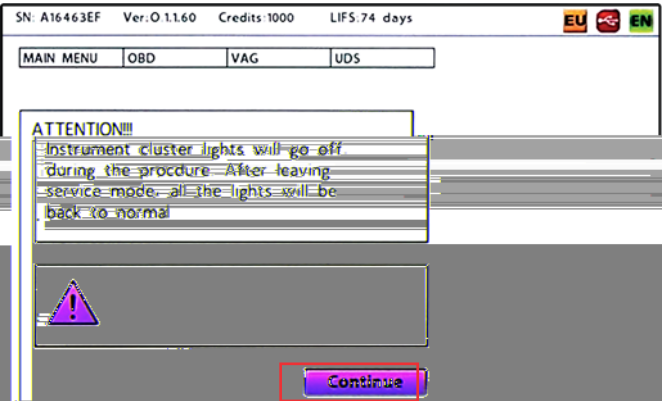 SN: A16463EF Ver:0.1.1.60 Credits:1000 LIFS:74 days EU EN
MAIN MENU OBD VAG UDS
ATTENTION!!!
Instrument cluster lights will go off
during the procdure. After leaving
service mode, all the lights will be
back to normal
Continue